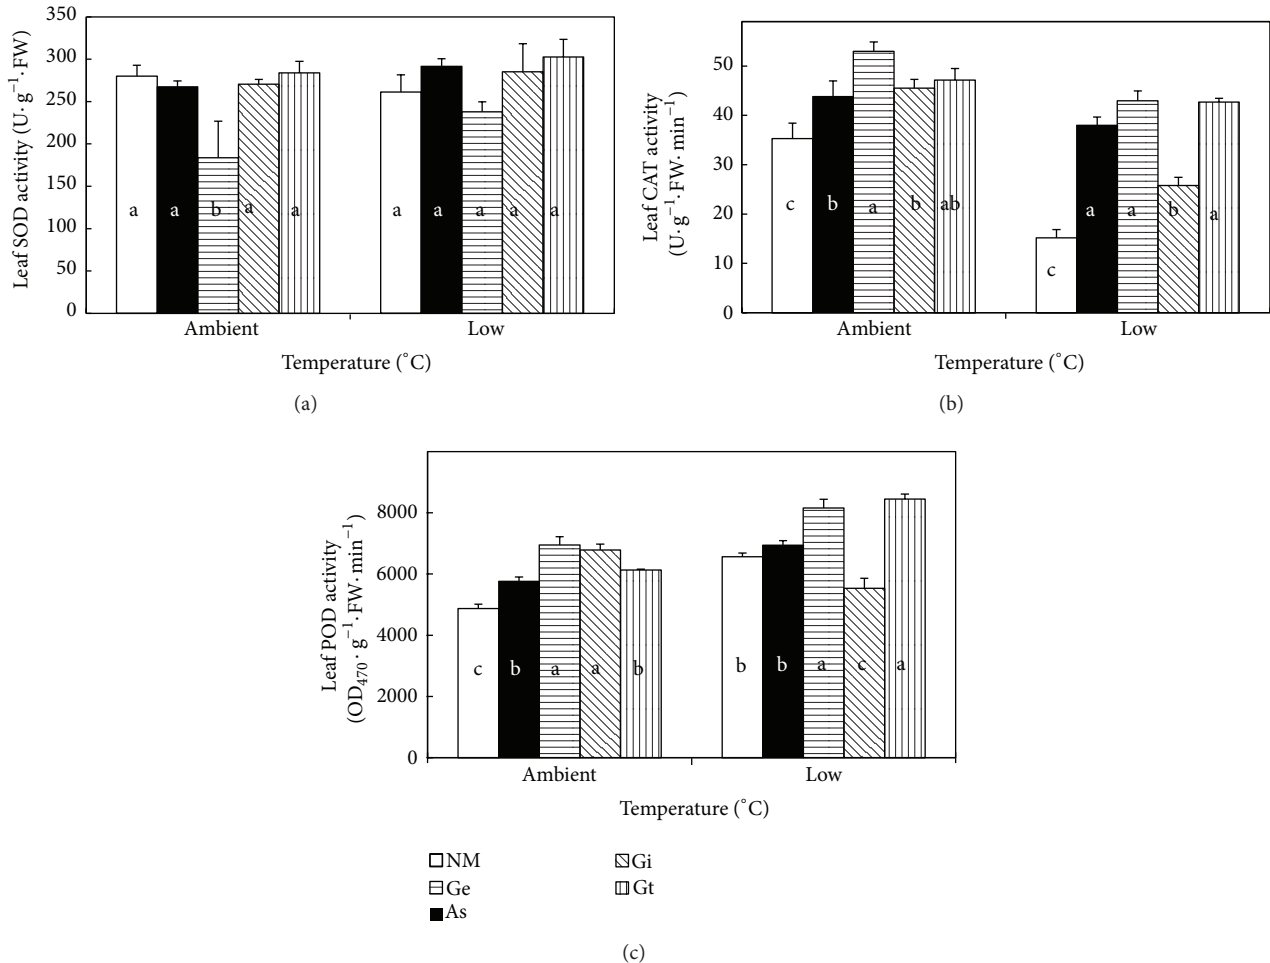 Leaf SOD activity (U·g⁻¹·FW)
350
300
250
200
150
100
50
0
a a b a a
a a a a a
Ambient Low
Temperature (˚C)
(a)
Leaf CAT activity
(U·g⁻¹·FW·min⁻¹)
50
40
30
20
10
0
c b a b ab
c a a b a
Ambient Low
Temperature (˚C)
(b)
Leaf POD activity
(OD₄₇₀·g⁻¹·FW·min⁻¹)
8000
6000
4000
2000
0
c b a a b
b b a c a
Ambient Low
Temperature (˚C)
NM
Ge
As
Gi
Gt
(c)